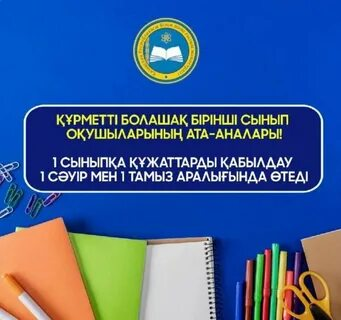 ҚҰРМЕТТІ БОЛАШАҚ БІРІНШІ СЫНЫП
ОҚУШЫЛАРЫНЫҢ АТА-АНАЛАРЫ!
1 СЫНЫПҚА ҚҰЖАТТАРДЫ ҚАБЫЛДАУ
1 СӘУІР МЕН 1 ТАМЫЗ АРАЛЫҒЫНДА ӨТЕДІ